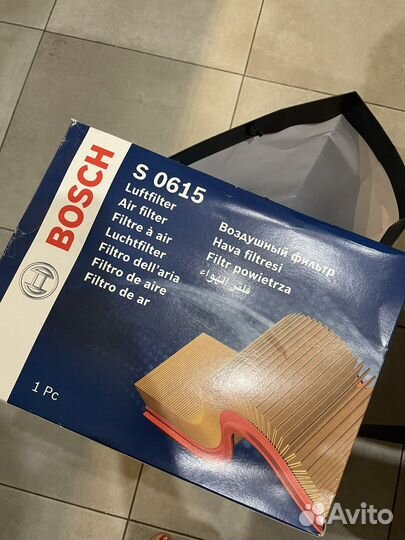 BOSCH
S 0615
Luftfilter
Air filter
Filtre à air
Luchtfilter
Filtro dell'aria
Filtro de aire
Filtro de ar
Воздушный фильтр
Hava filtresi
Filtr powietrza
فلتر الهواء
1 Pc
Avito